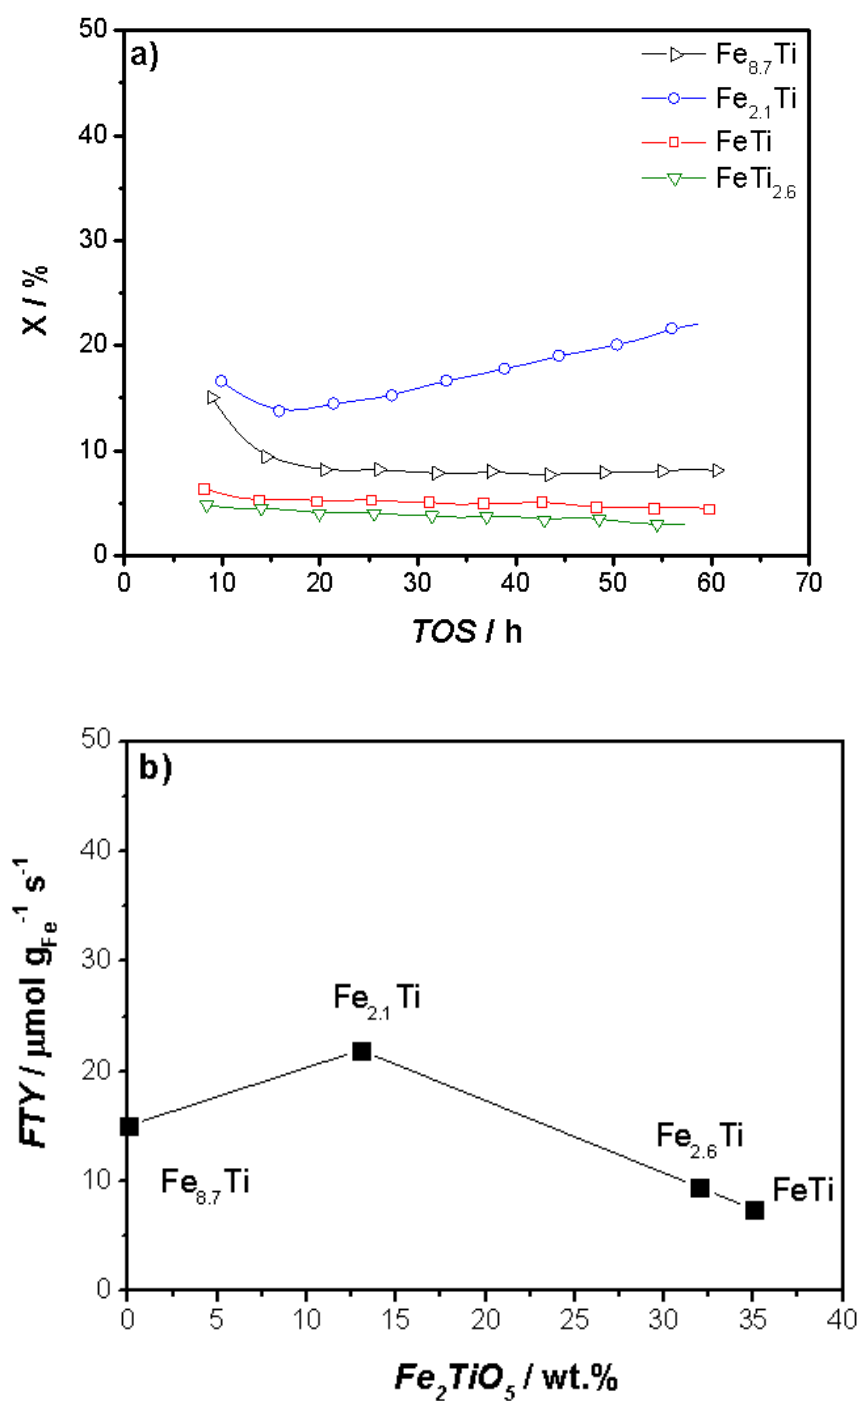 a)
Fe8.7Ti
Fe2.1Ti
FeTi
FeTi2.6
50
40
30
20
10
0
X / %
0 10 20 30 40 50 60 70
TOS / h
b)
50
40
30
20
10
0
FTY / μmol gFe-1 s-1
Fe2.1Ti
Fe2.6Ti
Fe8.7Ti
FeTi
0 5 10 15 20 25 30 35 40
Fe2TiO5 / wt.%